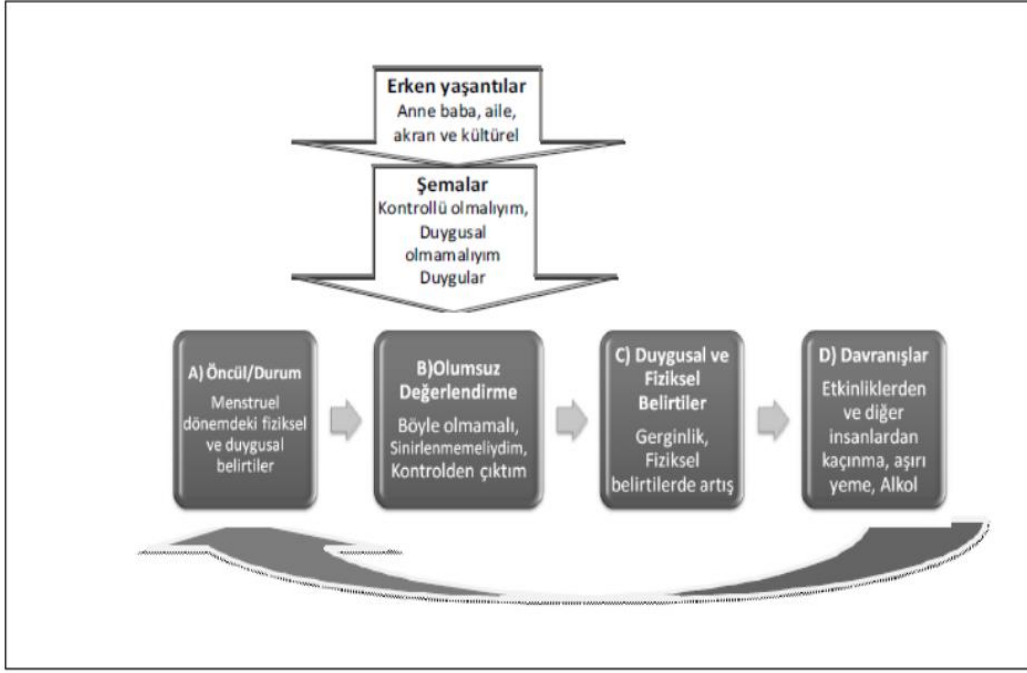 Erken yaşantılar
Anne baba, aile,
akran ve kültürel
Şemalar
Kontrollü olmalıyım,
Duygusal
olmamalıyım
Duygular
A) Öncül/Durum
Menstruel
dönemdeki fiziksel
ve duygusal
belirtiler
B)Olumsuz
Değerlendirme
Böyle olmamalı,
Sinirlenmemeliydim,
Kontrolden çıktım
C) Duygusal ve
Fiziksel
Belirtiler
Gerginlik,
Fiziksel
belirtilerde artış
D) Davranışlar
Etkinliklerden
ve diğer
insanlardan
kaçınma, aşırı
yeme, Alkol